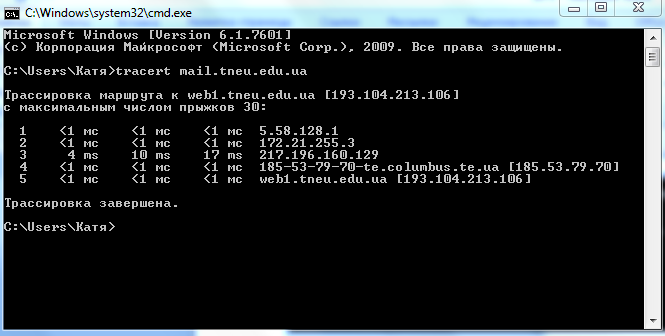 C:\Windows\system32\cmd.exe
Microsoft Windows [Version 6.1.7601]
(c) Корпорация Майкрософт (Microsoft Corp.), 2009. Все права защищены.
C:\Users\Катя>tracert mail.tneu.edu.ua
Трассировка маршрута к web1.tneu.edu.ua [193.104.213.106]
с максимальным числом прыжков 30:
1 <1 мс <1 мс <1 мс 5.58.128.1
2 <1 мс <1 мс <1 мс 172.21.255.3
3 4 ms 10 ms 17 ms 217.196.160.129
4 <1 мс <1 мс <1 мс 185-53-79-70-te.columbus.te.ua [185.53.79.70]
5 <1 мс <1 мс <1 мс web1.tneu.edu.ua [193.104.213.106]
Трассировка завершена.
C:\Users\Катя>